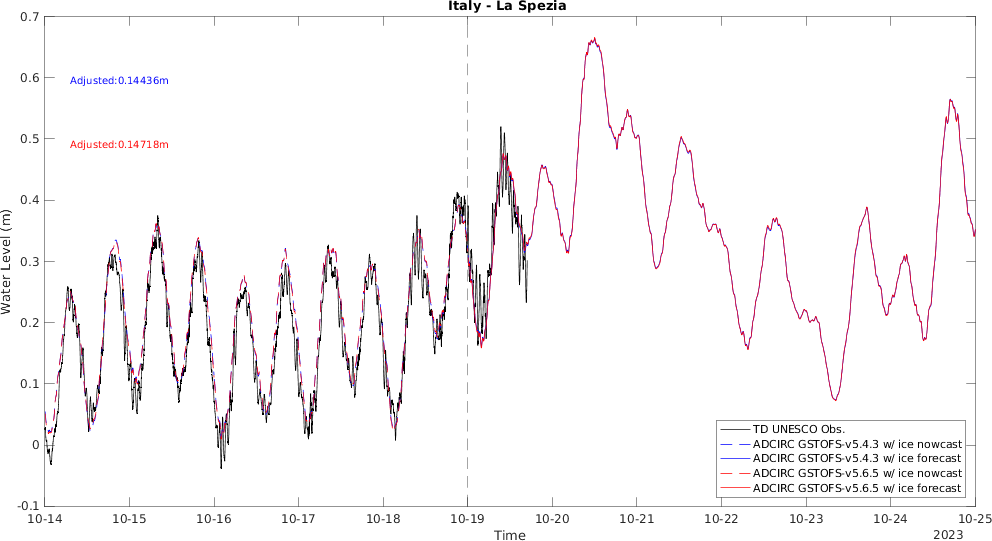 Italy - La Spezia
0.7
0.6
0.5
0.4
0.3
0.2
0.1
0
-0.1
Water Level (m)
Adjusted:0.14436m
Adjusted:0.14718m
TD UNESCO Obs.
ADCIRC GSTOFS-v5.4.3 w/ ice nowcast
ADCIRC GSTOFS-v5.4.3 w/ ice forecast
ADCIRC GSTOFS-v5.6.5 w/ ice nowcast
ADCIRC GSTOFS-v5.6.5 w/ ice forecast
10-14 10-15 10-16 10-17 10-18 10-19 10-20 10-21 10-22 10-23 10-24 10-25
Time
2023